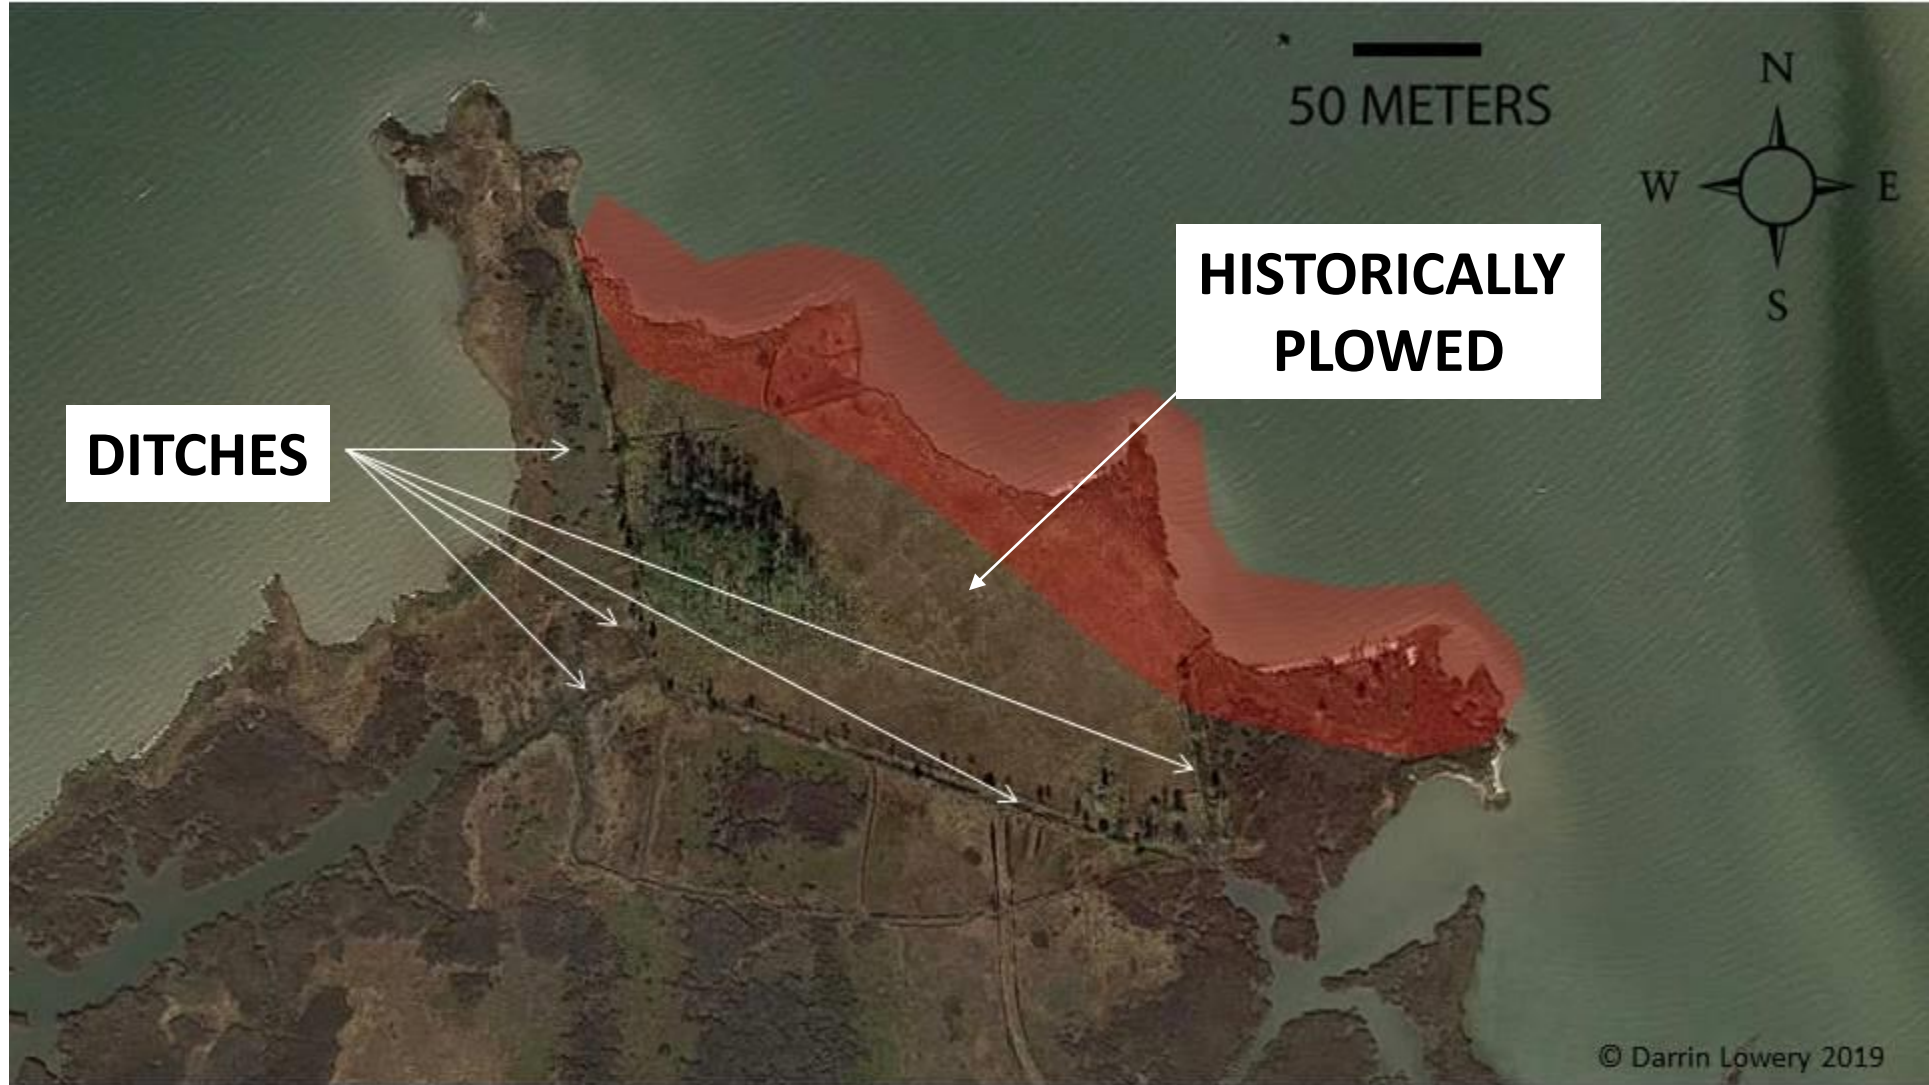 50 METERS
N
W
E
S
HISTORICALLY
PLOWED
DITCHES
© Darrin Lowery 2019